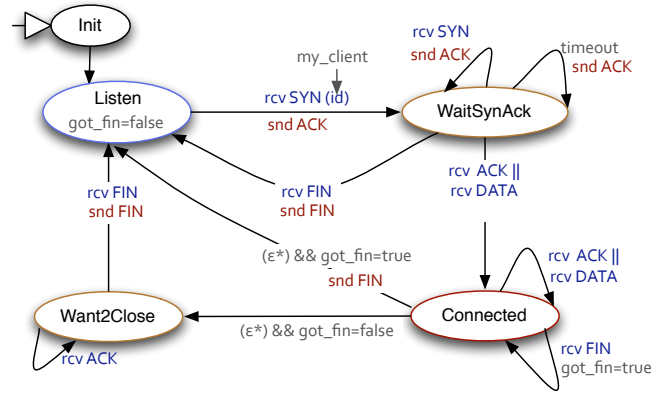 Init
rcv SYN
snd ACK
timeout
snd ACK
my_client
Listen
got_fin=false
rcv SYN (id)
snd ACK
WaitSynAck
rcv ACK ||
rcv DATA
rcv FIN
snd FIN
rcv FIN
snd FIN
(ε*) && got_fin=true
snd FIN
rcv ACK ||
rcv DATA
Want2Close
Connected
(ε*) && got_fin=false
rcv ACK
rcv FIN
got_fin=true